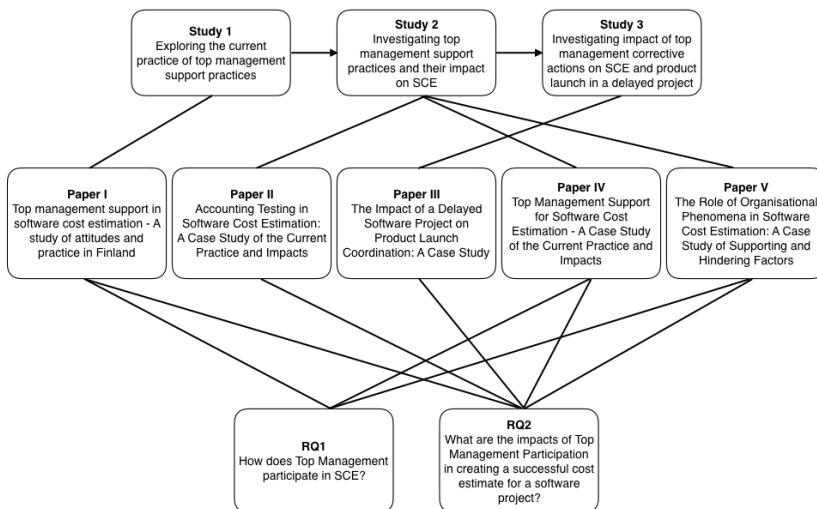 Study 1
Exploring the current
practice of top management
support practices
Study 2
Investigating top
management support
practices and their impact
on SCE
Study 3
Investigating impact of top
management corrective
actions on SCE and product
launch in a delayed project
Paper I
Top management support in
software cost estimation - A
study of attitudes and
practice in Finland
Paper II
Accounting Testing in
Software Cost Estimation:
A Case Study of the Current
Practice and Impacts
Paper III
The Impact of a Delayed
Software Project on
Product Launch
Coordination: A Case Study
Paper IV
Top Management Support
for Software Cost
Estimation - A Case Study
of the Current Practice and
Impacts
Paper V
The Role of Organisational
Phenomena in Software
Cost Estimation: A Case
Study of Supporting and
Hindering Factors
RQ1
How does Top Management
participate in SCE?
RQ2
What are the impacts of Top
Management Participation
in creating a successful cost
estimate for a software
project?